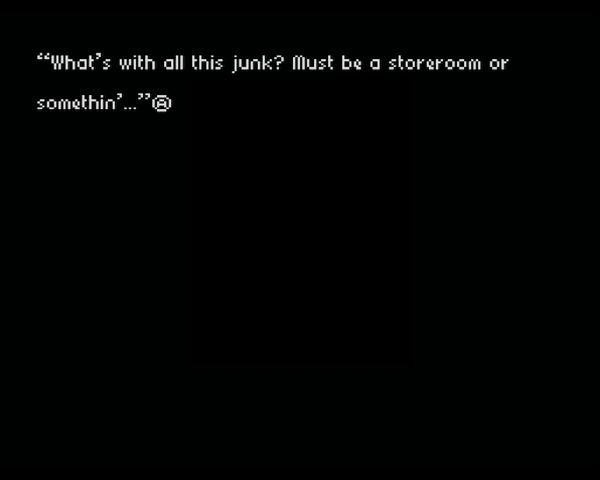 “What’s with all this junk? Must be a storeroom or
somethin’...”Ⓐ